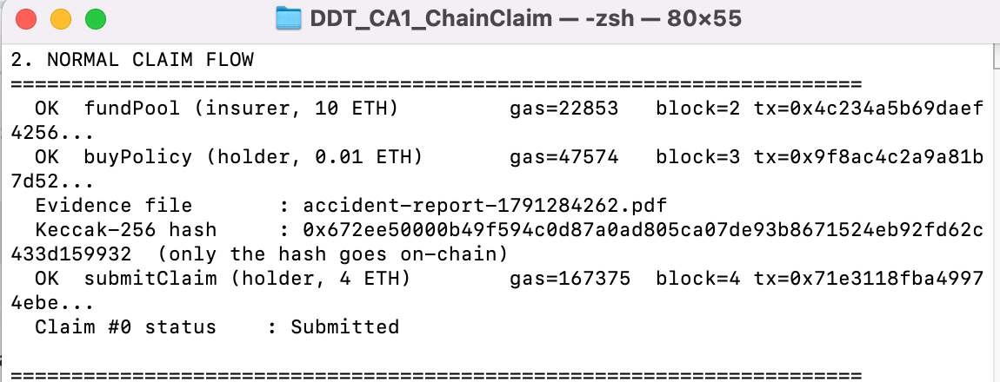 DDT_CA1_ChainClaim — -zsh — 80×55
2. NORMAL CLAIM FLOW
======================================================================
  OK  fundPool (insurer, 10 ETH)         gas=22853   block=2 tx=0x4c234a5b69daef
4256...
  OK  buyPolicy (holder, 0.01 ETH)       gas=47574   block=3 tx=0x9f8ac4c2a9a81b
7d52...
  Evidence file       : accident-report-1791284262.pdf
  Keccak-256 hash     : 0x672ee50000b49f594c0d87a0ad805ca07de93b8671524eb92fd62c
433d159932  (only the hash goes on-chain)
  OK  submitClaim (holder, 4 ETH)        gas=167375  block=4 tx=0x71e3118fba4997
4ebe...
  Claim #0 status    : Submitted
======================================================================